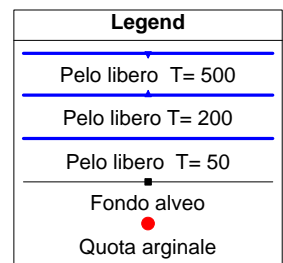 Legend
Pelo libero T= 500
Pelo libero T= 200
Pelo libero T= 50
Fondo alveo
Quota arginale